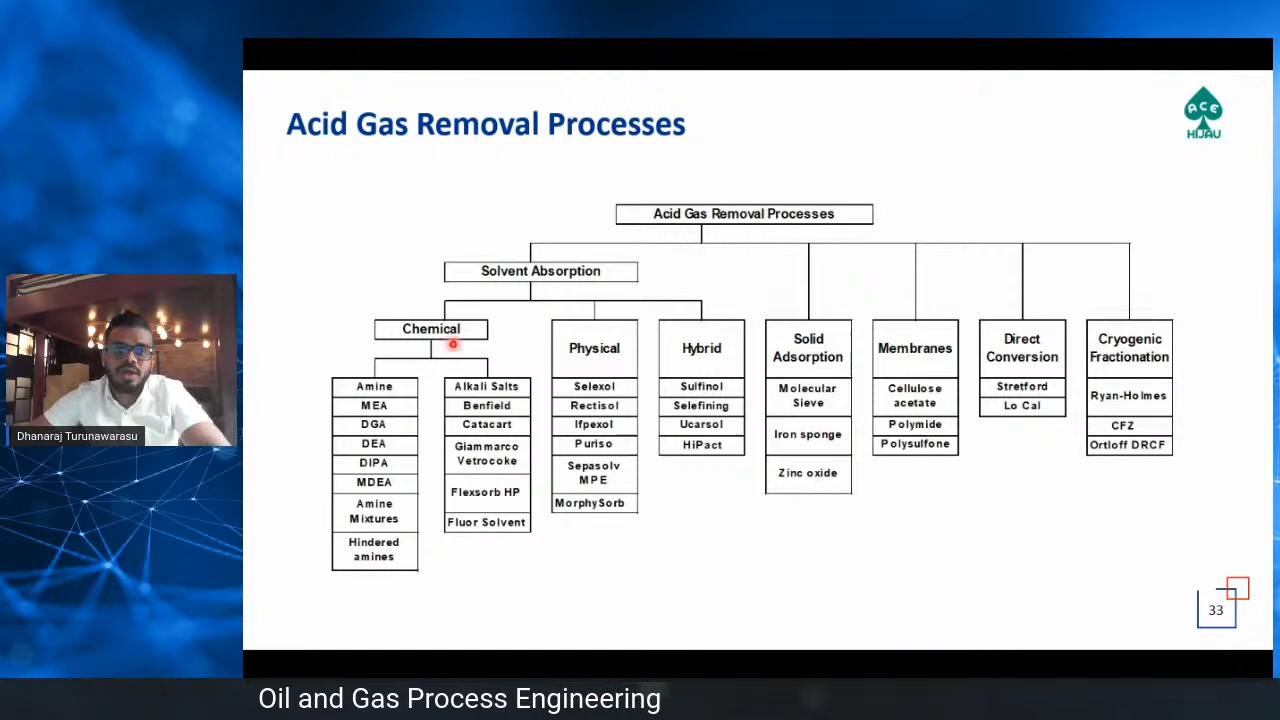 Acid Gas Removal Processes
ACE
HIJAU
Acid Gas Removal Processes
Solvent Absorption
Chemical
Physical
Hybrid
Solid
Adsorption
Membranes
Direct
Conversion
Cryogenic
Fractionation
Amine
MEA
DGA
DEA
DIPA
MDEA
Amine
Mixtures
Hindered
amines
Alkali Salts
Benfield
Catacart
Giammarco
Vetrocoke
Flexsorb HP
Fluor Solvent
Selexol
Rectisol
Ifpexol
Puriso
Sepasolv
MPE
MorphySorb
Sulfinol
Selefining
Ucarsol
HiPact
Molecular
Sieve
Iron sponge
Zinc oxide
Cellulose
acetate
Polymide
Polysulfone
Stretford
Lo Cal
Ryan-Holmes
CFZ
Ortloff DRCF
33
Dhanaraj Turunawarasu
Oil and Gas Process Engineering